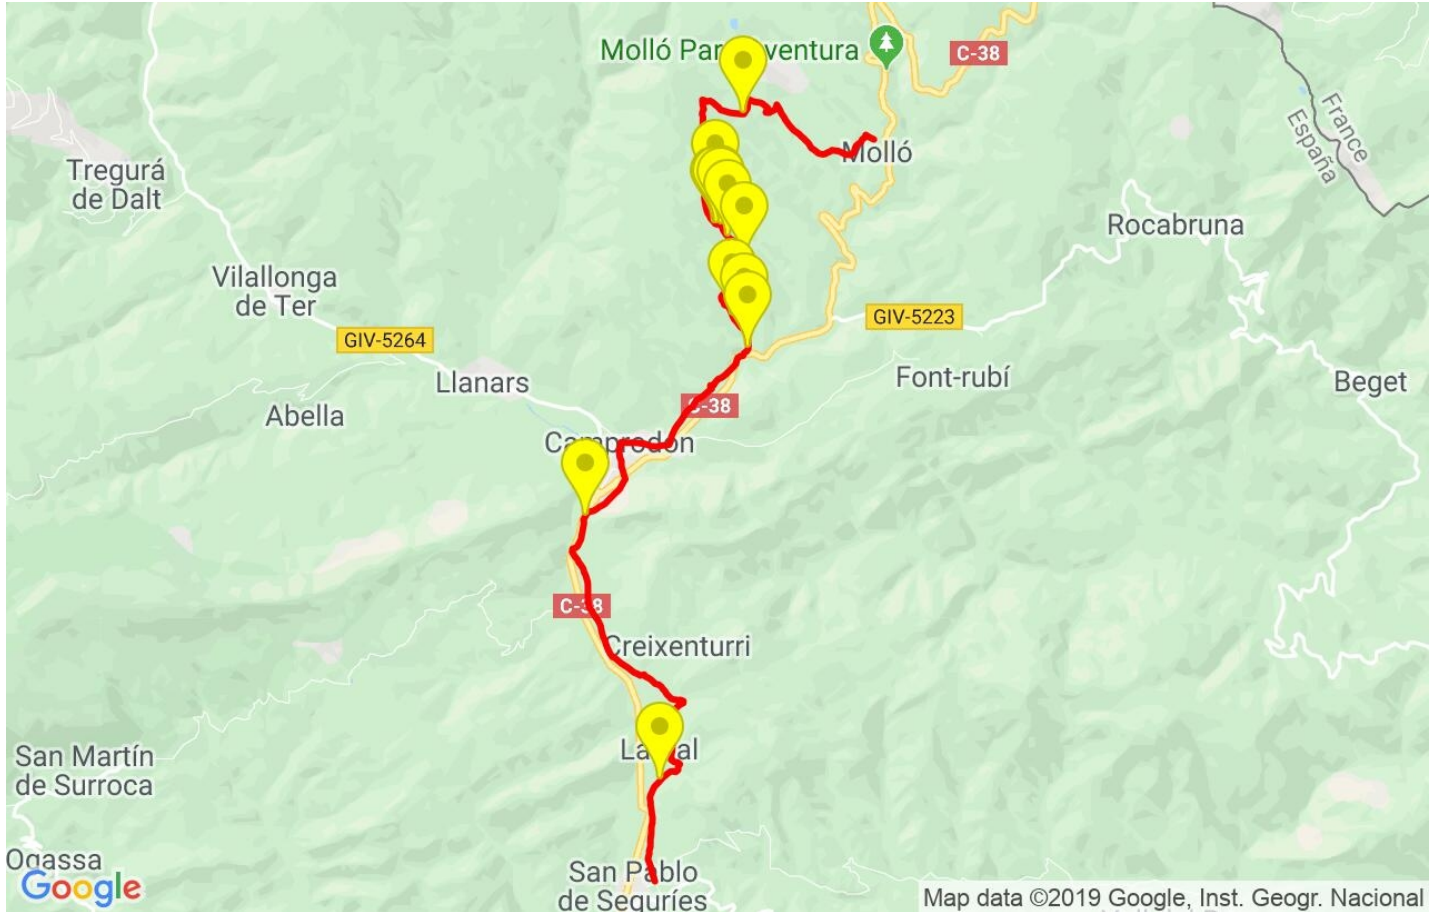 Molló Par ventura
C-38
France
España
Tregurá
de Dalt
Molló
Rocabruna
Vilallonga
de Ter
GIV-5264
GIV-5223
Llanars
Font-rubí
Beget
Abella
C-38
Camprodon
C-38
Creixenturri
La al
San Martín
de Surroca
Ogassa
San Pablo
de Seguríes
Google
Map data ©2019 Google, Inst. Geogr. Nacional